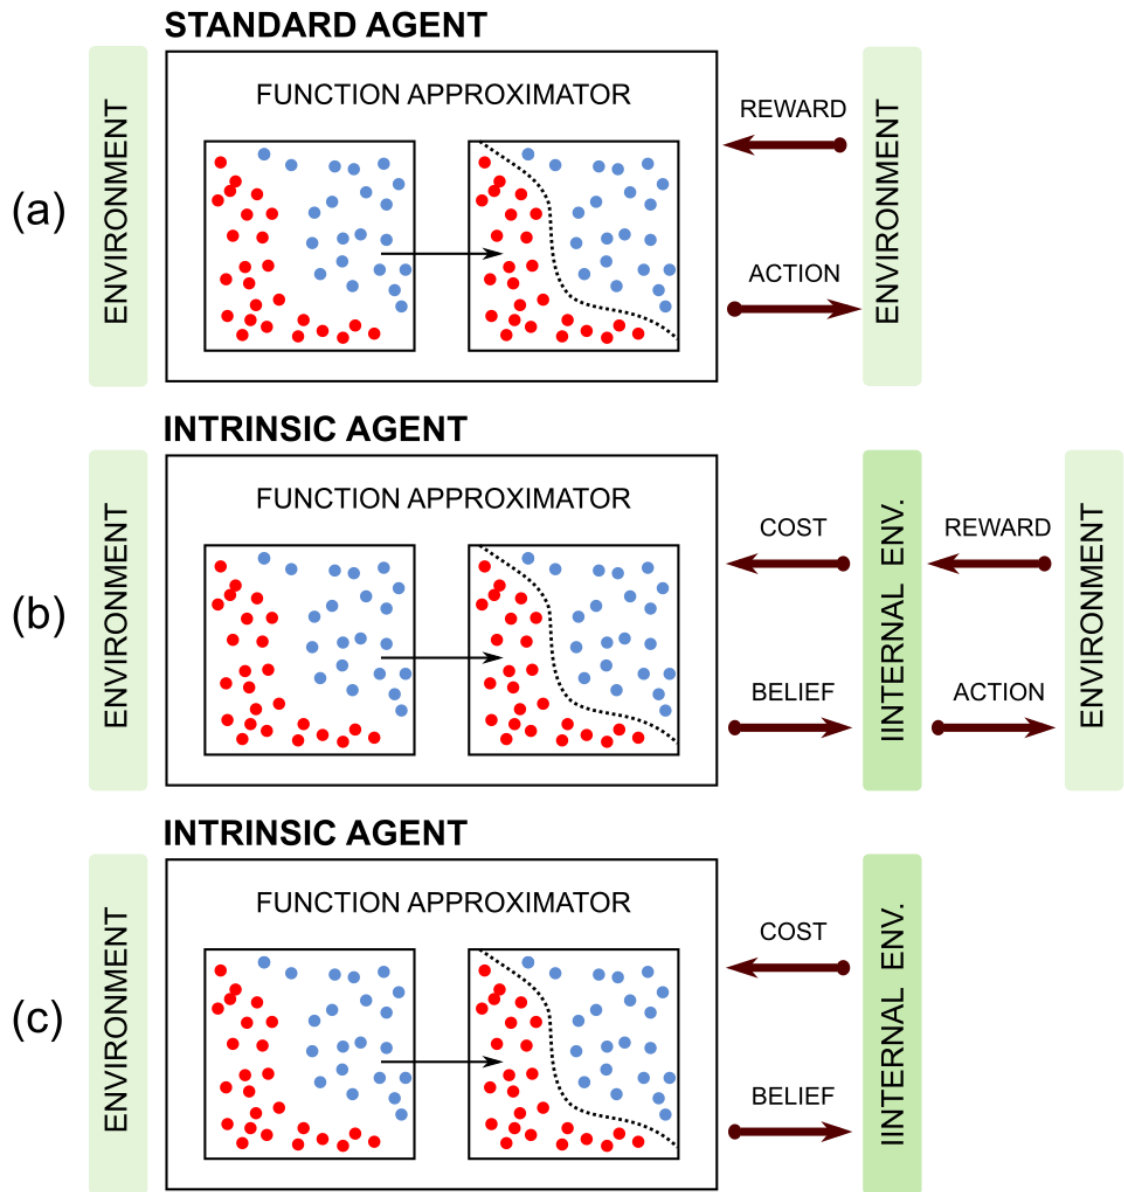 STANDARD AGENT
(a)
ENVIRONMENT
FUNCTION APPROXIMATOR
REWARD
ACTION
ENVIRONMENT
INTRINSIC AGENT
(b)
ENVIRONMENT
FUNCTION APPROXIMATOR
COST
BELIEF
IINTERNAL ENV.
REWARD
ACTION
ENVIRONMENT
INTRINSIC AGENT
(c)
ENVIRONMENT
FUNCTION APPROXIMATOR
COST
BELIEF
IINTERNAL ENV.